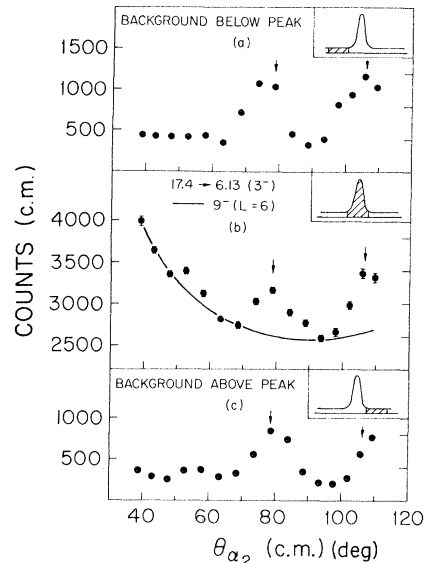 BACKGROUND BELOW PEAK
(a)
1500
1000
500
17.4 → 6.13 (3⁻)
— 9⁻ (L = 6)
(b)
4000
3500
3000
2500
COUNTS (c.m.)
BACKGROUND ABOVE PEAK
(c)
1000
500
40 60 80 100 120
θα₂ (c.m.) (deg)